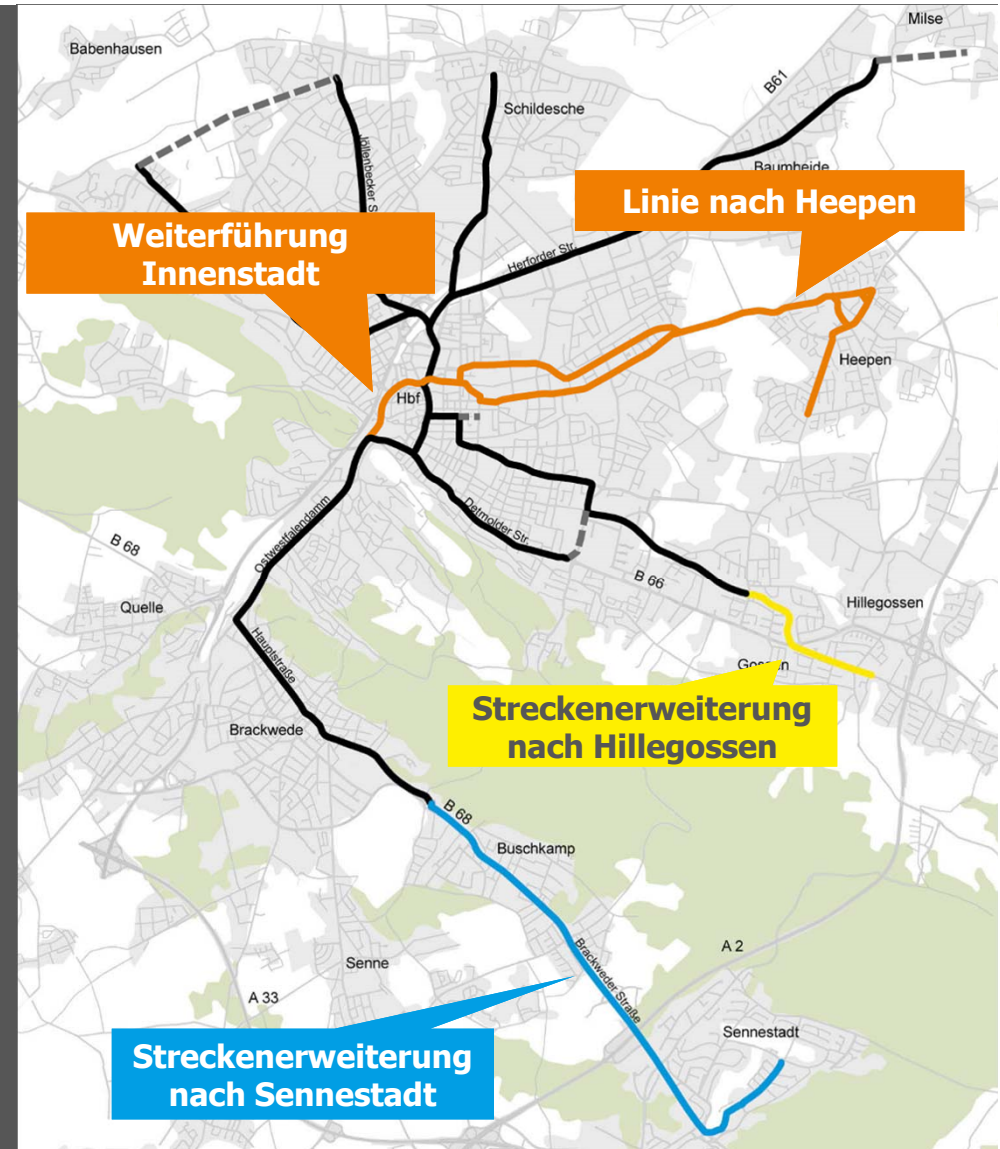 Milse
Babenhausen
B61
Schildesche
Jöllenbecker S
Baumheide
Linie nach Heepen
Weiterführung
Innenstadt
Herforder Str.
Heepen
Hbf
Detmolder Str.
Ostwestfalendamm
B 68
B 66
Quelle
Hillegossen
Hauptstraße
Streckenerweiterung
nach Hillegossen
Brackwede
B 68
Buschkamp
Brackweder Straße
A 2
Senne
A 33
Sennestadt
Streckenerweiterung
nach Sennestadt